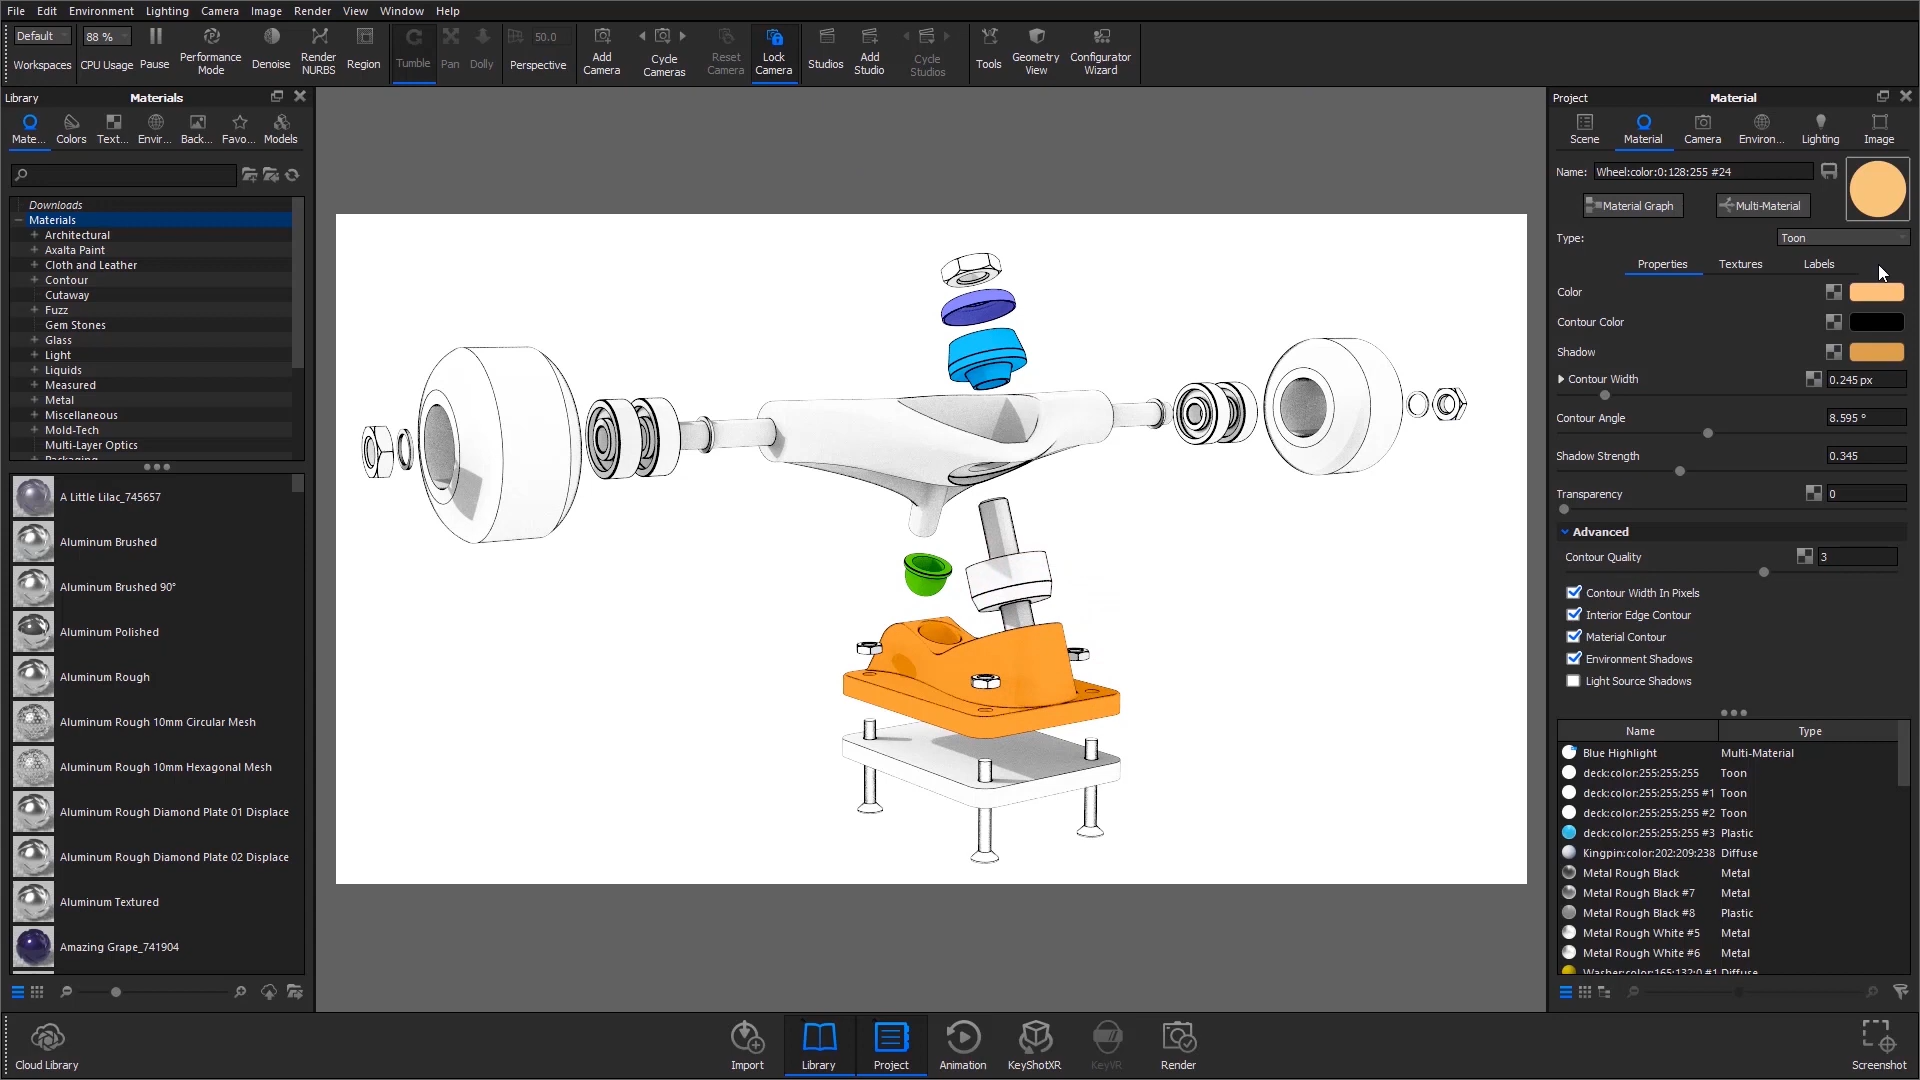 File Edit Environment Lighting Camera Image Render View Window Help
Default 88 % 50.0
Workspaces CPU Usage Pause Performance Mode Denoise Render NURBS Region Tumble Pan Dolly Perspective Add Camera Cycle Cameras Reset Camera Lock Camera Studios Add Studio Cycle Studios Tools Geometry View Configurator Wizard
Library Materials
Mate... Colors Text... Envir... Back... Favo... Models
Downloads
Materials
Architectural
Axalta Paint
Cloth and Leather
Contour
Cutaway
Fuzz
Gem Stones
Glass
Light
Liquids
Measured
Metal
Miscellaneous
Mold-Tech
Multi-Layer Optics
Packaging
A Little Lilac_745657
Aluminum Brushed
Aluminum Brushed 90°
Aluminum Polished
Aluminum Rough
Aluminum Rough 10mm Circular Mesh
Aluminum Rough 10mm Hexagonal Mesh
Aluminum Rough Diamond Plate 01 Displace
Aluminum Rough Diamond Plate 02 Displace
Aluminum Textured
Amazing Grape_741904
Project Material
Scene Material Camera Environ... Lighting Image
Name: Wheel:color:0:128:255 #24
Material Graph Multi-Material
Type: Toon
Properties Textures Labels
Color
Contour Color
Shadow
Contour Width 0.245 px
Contour Angle 8.595 °
Shadow Strength 0.345
Transparency 0
Advanced
Contour Quality 3
Contour Width In Pixels
Interior Edge Contour
Material Contour
Environment Shadows
Light Source Shadows
Name Type
Blue Highlight Multi-Material
deck:color:255:255:255 Toon
deck:color:255:255:255 #1 Toon
deck:color:255:255:255 #2 Toon
deck:color:255:255:255 #3 Plastic
Kingpin:color:202:209:238 Diffuse
Metal Rough Black Metal
Metal Rough Black #7 Metal
Metal Rough Black #8 Plastic
Metal Rough White #5 Metal
Metal Rough White #6 Metal
Washer:color:165:132:0 #1 Diffuse
Cloud Library Import Library Project Animation KeyShotXR KeyVR Render Screenshot